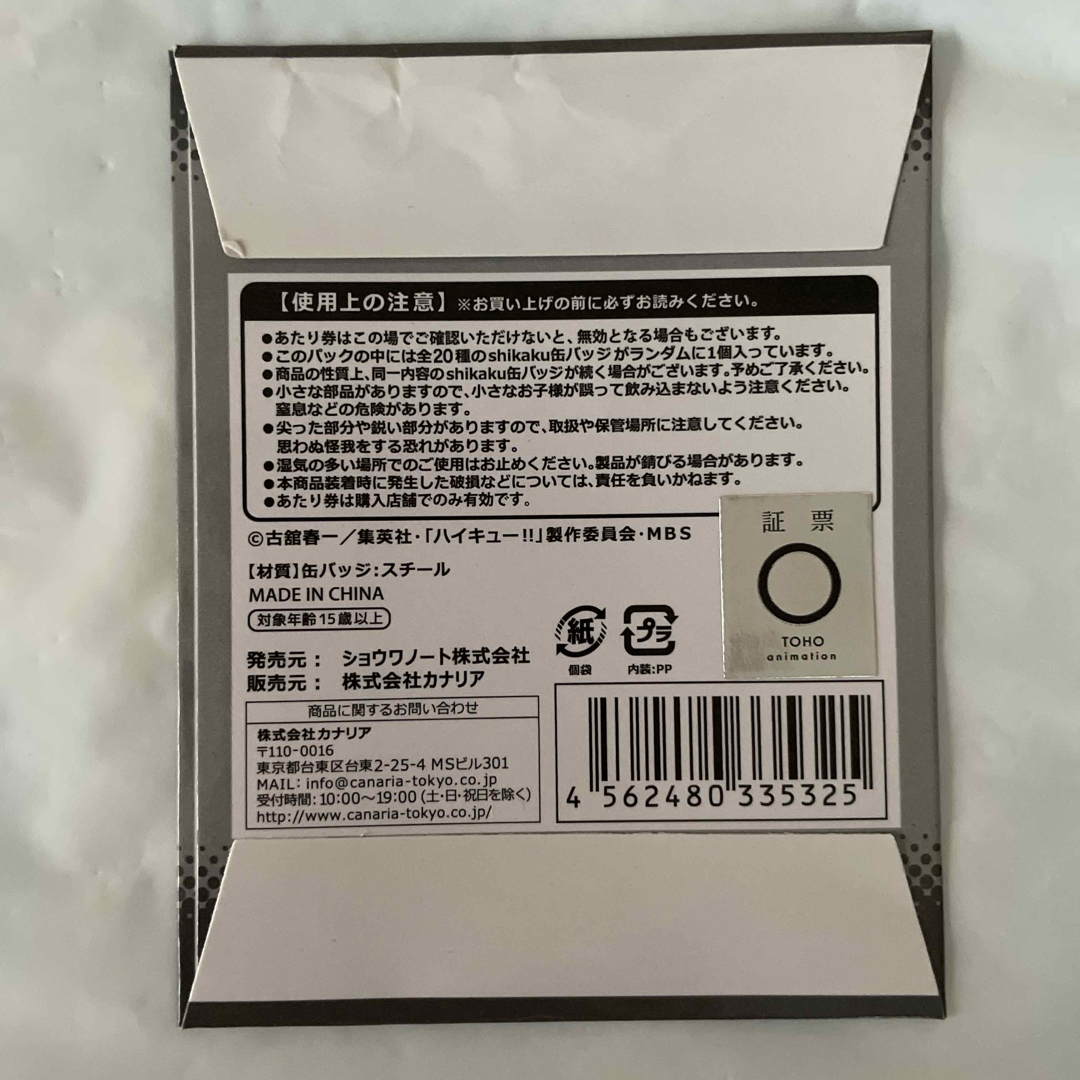 【使用上の注意】 ※お買い上げの前に必ずお読みください。
●あたり券はこの場でご確認いただけないと、無効となる場合もございます。
●このパックの中には全20種のshikaku缶バッジがランダムに1個入っています。
●商品の性質上、同一内容のshikaku缶バッジが続く場合がございます。予めご了承ください。
●小さな部品がありますので、小さなお子様が誤って飲み込まないよう注意ください。
窒息などの危険があります。
●尖った部分や鋭い部分がありますので、取扱や保管場所に注意してください。
思わぬ怪我をする恐れがあります。
●湿気の多い場所でのご使用はお止めください。製品が錆びる場合があります。
●本商品装着時に発生した破損などについては、責任を負いかねます。
●あたり券は購入店舗でのみ有効です。
©古舘春一／集英社・「ハイキュー!!」製作委員会・MBS
【材質】缶バッジ：スチール
MADE IN CHINA
対象年齢15歳以上
証票
TOHO
animation
紙
個袋
プラ
内装:PP
発売元： ショウワノート株式会社
販売元： 株式会社カナリア
商品に関するお問い合わせ
株式会社カナリア
〒110-0016
東京都台東区台東2-25-4 MSビル301
MAIL: info@canaria-tokyo.co.jp
受付時間：10:00～19:00 (土・日・祝日を除く)
http://www.canaria-tokyo.co.jp/
4 562480 335325